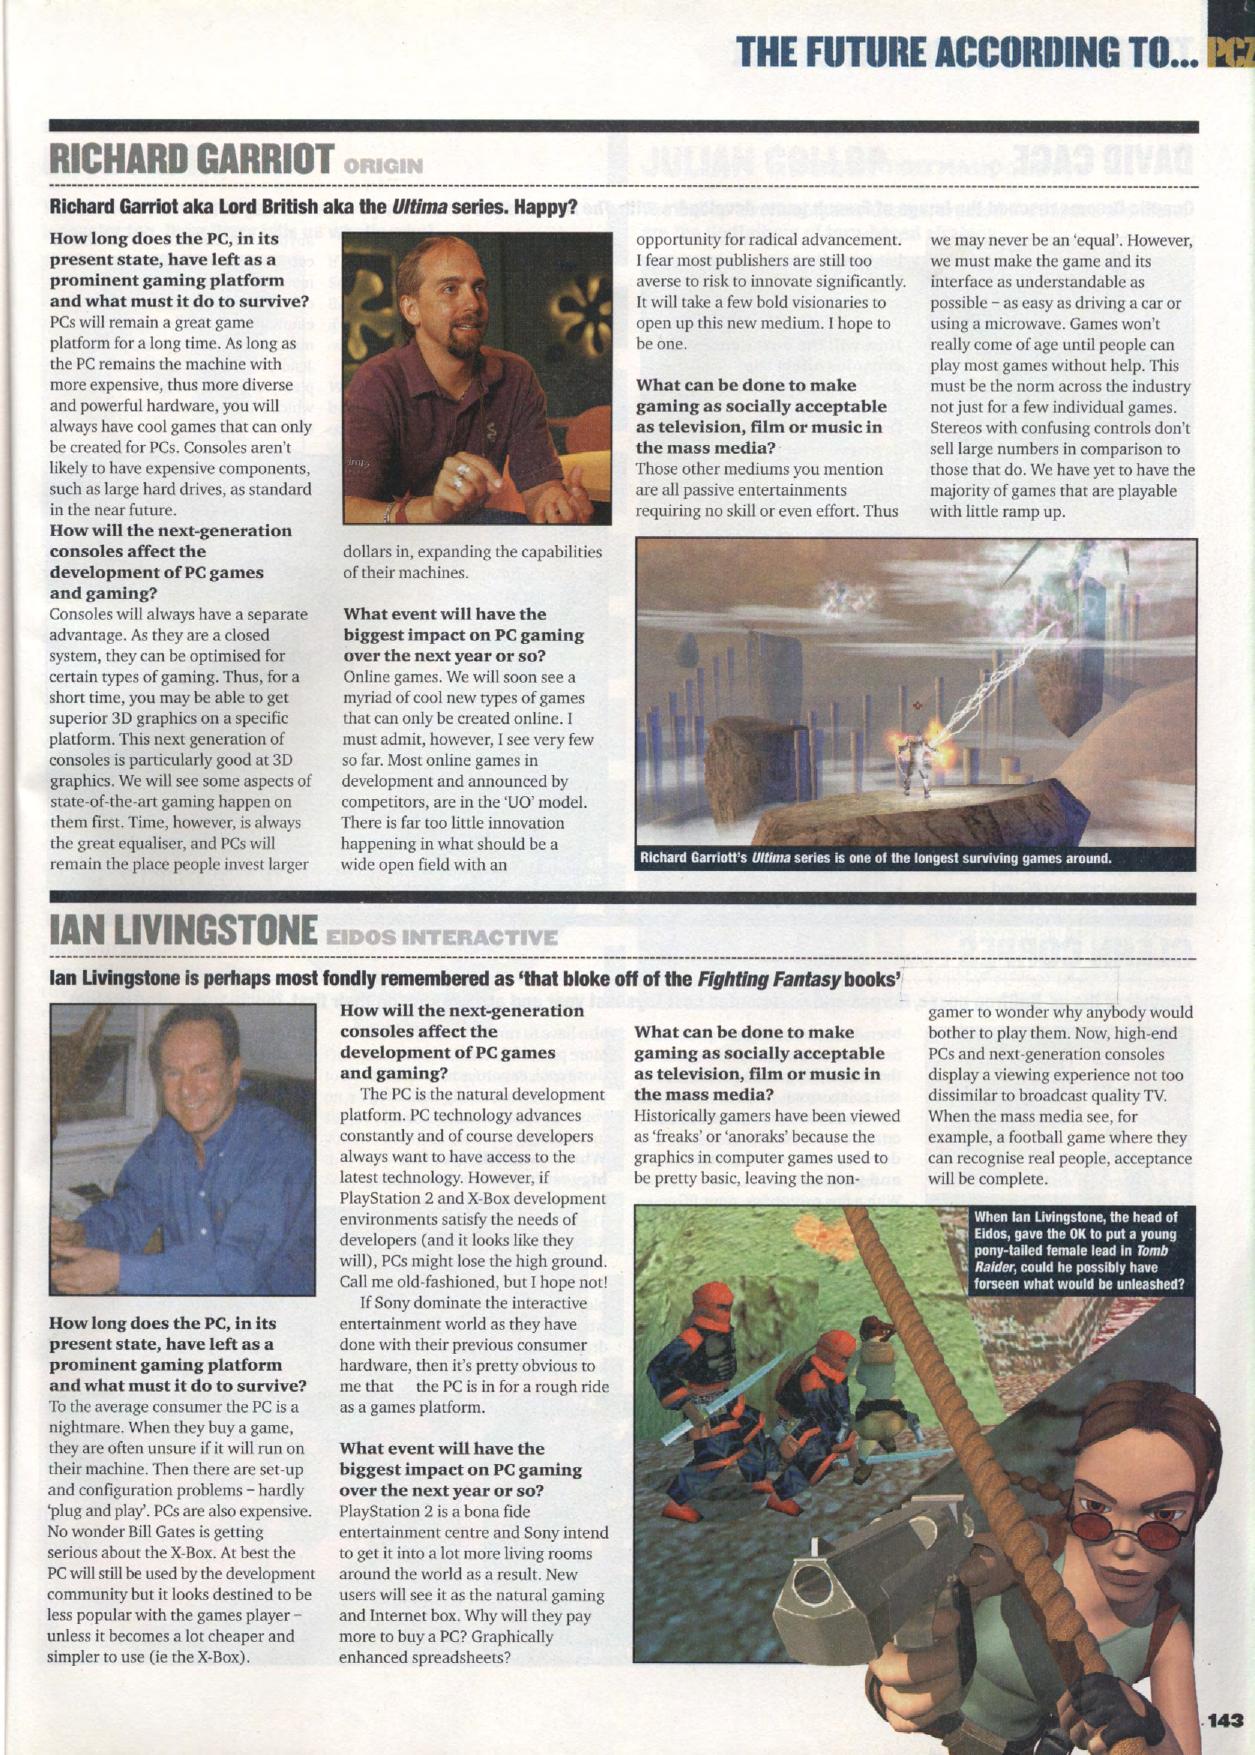 THE FUTURE ACCORDING TO...
PCZ
RICHARD GARRIOT ORIGIN
Richard Garriot aka Lord British aka the Ultima series. Happy?
How long does the PC, in its
present state, have left as a
prominent gaming platform
and what must it do to survive?
PCs will remain a great game
platform for a long time. As long as
the PC remains the machine with
more expensive, thus more diverse
and powerful hardware, you will
always have cool games that can only
be created for PCs. Consoles aren't
likely to have expensive components,
such as large hard drives, as standard
in the near future.
How will the next-generation
consoles affect the
development of PC games
and gaming?
Consoles will always have a separate
advantage. As they are a closed
system, they can be optimised for
certain types of gaming. Thus, for a
short time, you may be able to get
superior 3D graphics on a specific
platform. This next generation of
consoles is particularly good at 3D
graphics. We will see some aspects of
state-of-the-art gaming happen on
them first. Time, however, is always
the great equaliser, and PCs will
remain the place people invest larger
dollars in, expanding the capabilities
of their machines.
What event will have the
biggest impact on PC gaming
over the next year or so?
Online games. We will soon see a
myriad of cool new types of games
that can only be created online. I
must admit, however, I see very few
so far. Most online games in
development and announced by
competitors, are in the 'UO' model.
There is far too little innovation
happening in what should be a
wide open field with an
opportunity for radical advancement.
I fear most publishers are still too
averse to risk to innovate significantly.
It will take a few bold visionaries to
open up this new medium. I hope to
be one.
What can be done to make
gaming as socially acceptable
as television, film or music in
the mass media?
Those other mediums you mention
are all passive entertainments
requiring no skill or even effort. Thus
we may never be an 'equal'. However,
we must make the game and its
interface as understandable as
possible – as easy as driving a car or
using a microwave. Games won't
really come of age until people can
play most games without help. This
must be the norm across the industry
not just for a few individual games.
Stereos with confusing controls don't
sell large numbers in comparison to
those that do. We have yet to have the
majority of games that are playable
with little ramp up.
Richard Garriott's Ultima series is one of the longest surviving games around.
IAN LIVINGSTONE EIDOS INTERACTIVE
Ian Livingstone is perhaps most fondly remembered as 'that bloke off of the Fighting Fantasy books'
How long does the PC, in its
present state, have left as a
prominent gaming platform
and what must it do to survive?
To the average consumer the PC is a
nightmare. When they buy a game,
they are often unsure if it will run on
their machine. Then there are set-up
and configuration problems – hardly
'plug and play'. PCs are also expensive.
No wonder Bill Gates is getting
serious about the X-Box. At best the
PC will still be used by the development
community but it looks destined to be
less popular with the games player –
unless it becomes a lot cheaper and
simpler to use (ie the X-Box).
How will the next-generation
consoles affect the
development of PC games
and gaming?
The PC is the natural development
platform. PC technology advances
constantly and of course developers
always want to have access to the
latest technology. However, if
PlayStation 2 and X-Box development
environments satisfy the needs of
developers (and it looks like they
will), PCs might lose the high ground.
Call me old-fashioned, but I hope not!
If Sony dominate the interactive
entertainment world as they have
done with their previous consumer
hardware, then it's pretty obvious to
me that the PC is in for a rough ride
as a games platform.
What event will have the
biggest impact on PC gaming
over the next year or so?
PlayStation 2 is a bona fide
entertainment centre and Sony intend
to get it into a lot more living rooms
around the world as a result. New
users will see it as the natural gaming
and Internet box. Why will they pay
more to buy a PC? Graphically
enhanced spreadsheets?
What can be done to make
gaming as socially acceptable
as television, film or music in
the mass media?
Historically gamers have been viewed
as 'freaks' or 'anoraks' because the
graphics in computer games used to
be pretty basic, leaving the non-
gamer to wonder why anybody would
bother to play them. Now, high-end
PCs and next-generation consoles
display a viewing experience not too
dissimilar to broadcast quality TV.
When the mass media see, for
example, a football game where they
can recognise real people, acceptance
will be complete.
When Ian Livingstone, the head of
Eidos, gave the OK to put a young
pony-tailed female lead in Tomb
Raider, could he possibly have
forseen what would be unleashed?
143